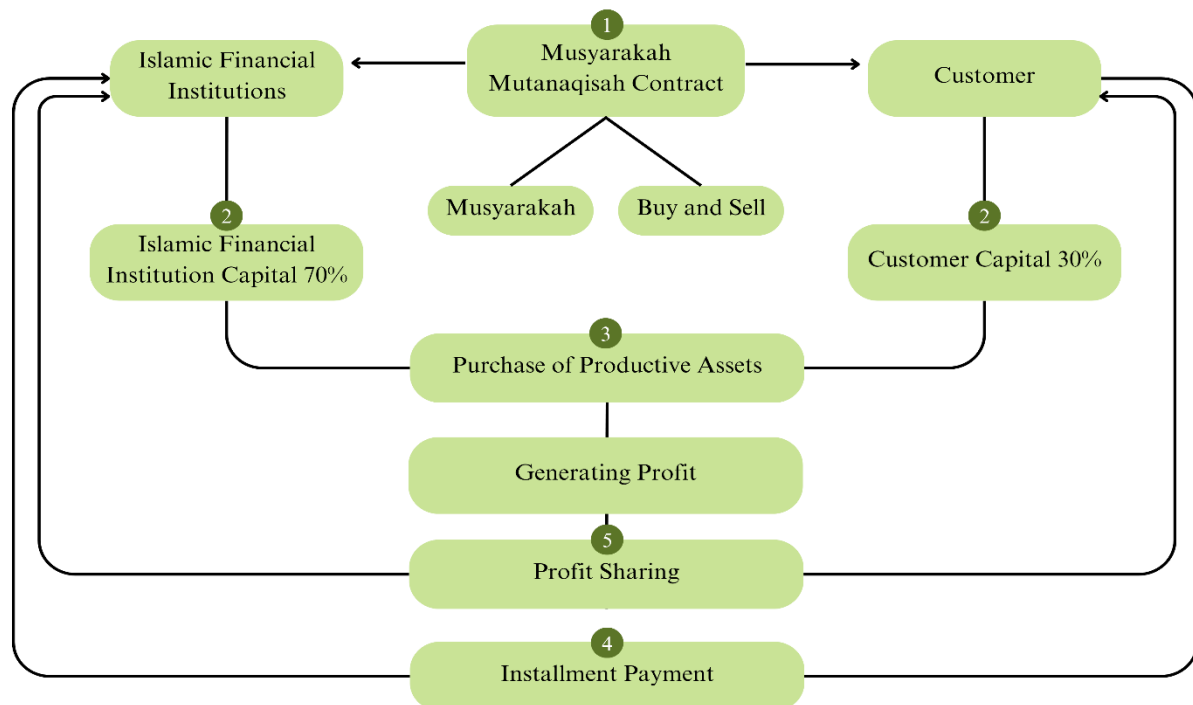 1
Islamic Financial
Institutions
Musyarakah
Mutanaqisah Contract
Customer
Musyarakah
Buy and Sell
2
Islamic Financial
Institution Capital 70%
2
Customer Capital 30%
3
Purchase of Productive Assets
Generating Profit
5
Profit Sharing
4
Installment Payment